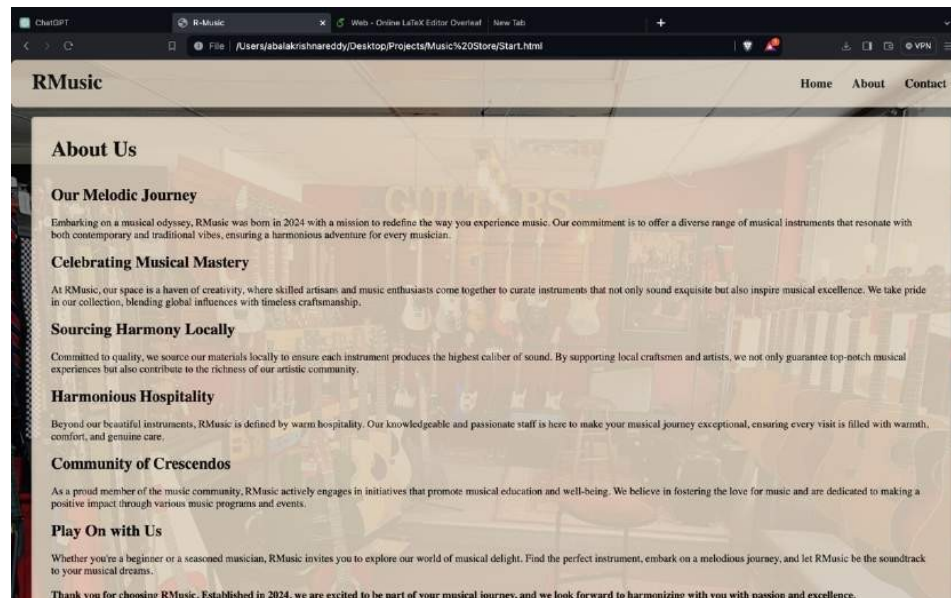 ChatGPT
R-Music
Web - Online LaTeX Editor Overleaf
New Tab
File
/Users/abalakrishnareddy/Desktop/Projects/Music%20Store/Start.html
VPN
RMusic
Home About Contact
GUITARS
About Us
Our Melodic Journey
Embarking on a musical odyssey, RMusic was born in 2024 with a mission to redefine the way you experience music. Our commitment is to offer a diverse range of musical instruments that resonate with
both contemporary and traditional vibes, ensuring a harmonious adventure for every musician.
Celebrating Musical Mastery
At RMusic, our space is a haven of creativity, where skilled artisans and music enthusiasts come together to curate instruments that not only sound exquisite but also inspire musical excellence. We take pride
in our collection, blending global influences with timeless craftsmanship.
Sourcing Harmony Locally
Committed to quality, we source our materials locally to ensure each instrument produces the highest caliber of sound. By supporting local craftsmen and artists, we not only guarantee top-notch musical
experiences but also contribute to the richness of our artistic community.
Harmonious Hospitality
Beyond our beautiful instruments, RMusic is defined by warm hospitality. Our knowledgeable and passionate staff is here to make your musical journey exceptional, ensuring every visit is filled with warmth,
comfort, and genuine care.
Community of Crescendos
As a proud member of the music community, RMusic actively engages in initiatives that promote musical education and well-being. We believe in fostering the love for music and are dedicated to making a
positive impact through various music programs and events.
Play On with Us
Whether you're a beginner or a seasoned musician, RMusic invites you to explore our world of musical delight. Find the perfect instrument, embark on a melodious journey, and let RMusic be the soundtrack
to your musical dreams.
Thank you for choosing RMusic. Established in 2024, we are excited to be part of your musical journey, and we look forward to harmonizing with you with passion and excellence.